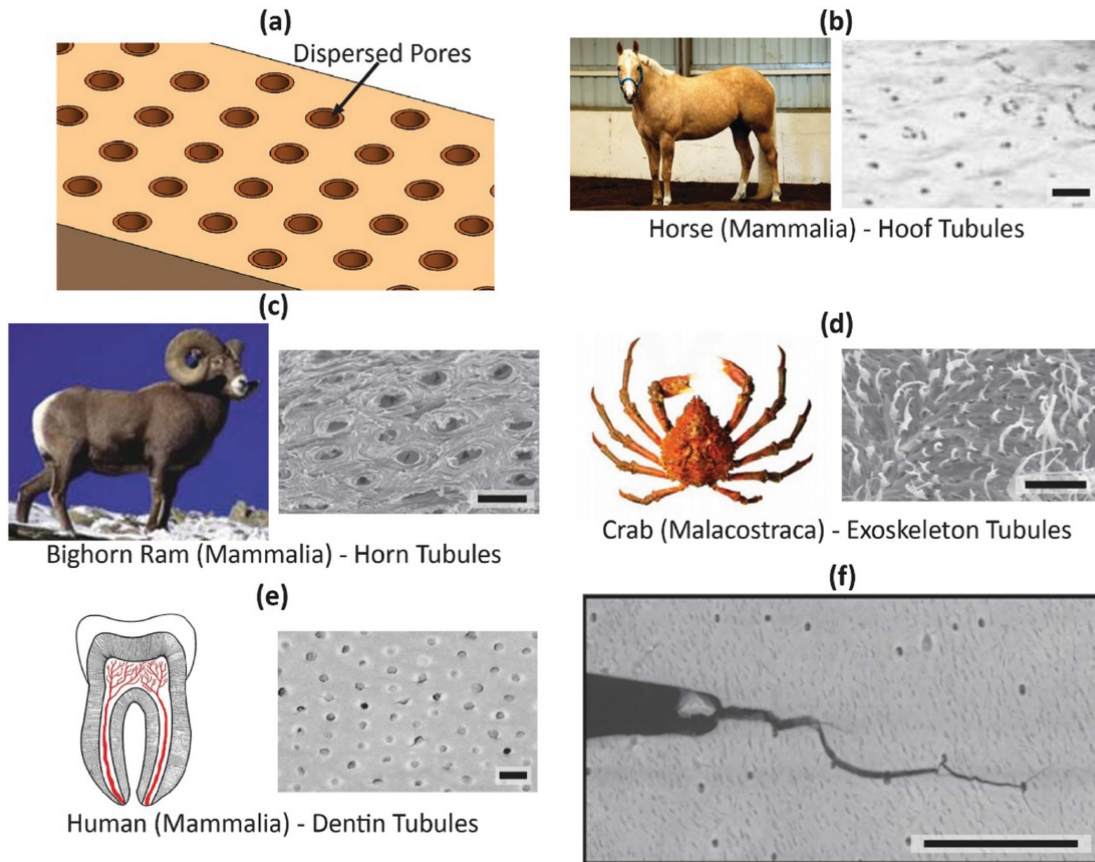 (a)
Dispersed Pores
(b)
Horse (Mammalia) - Hoof Tubules
(c)
Bighorn Ram (Mammalia) - Horn Tubules
(d)
Crab (Malacostraca) - Exoskeleton Tubules
(e)
Human (Mammalia) - Dentin Tubules
(f)